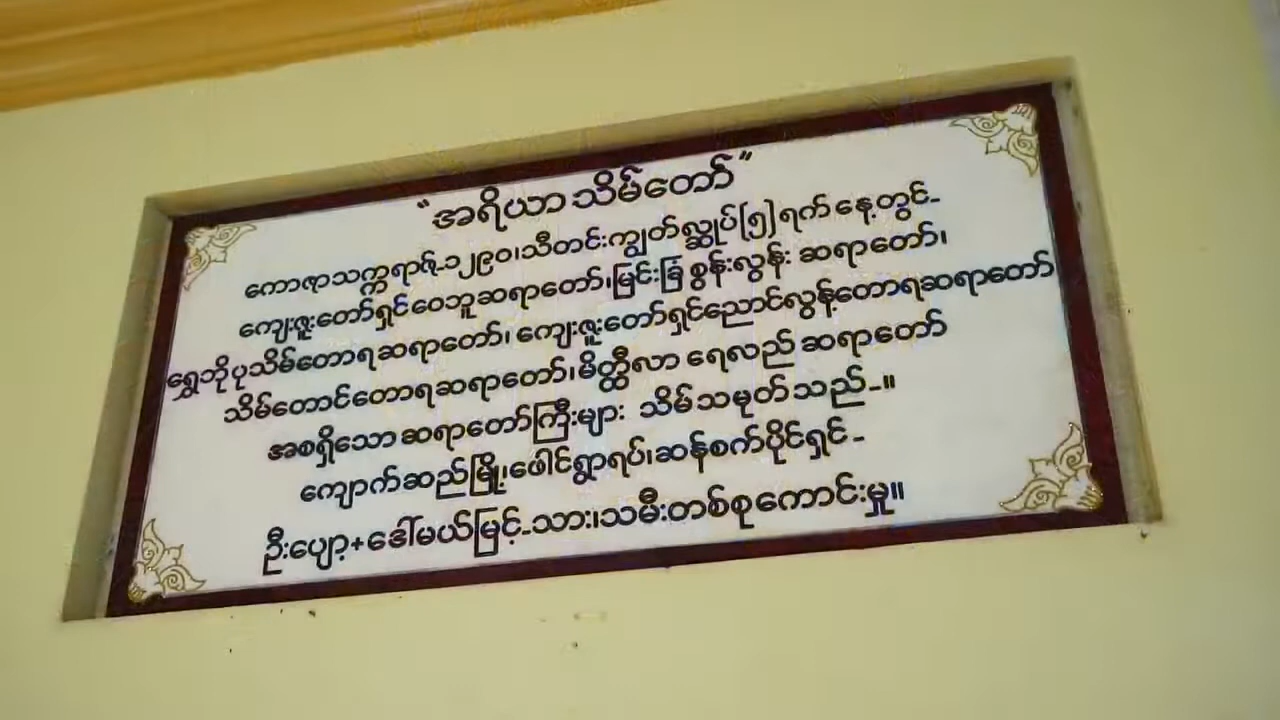 "အရိယာ သိမ်တော်"
ကောဇာသက္ကရာဇ်-၁၂၉၀၊သီတင်းကျွတ်လ္ဆုပ်[၅]ရက် နေ့တွင်-
ကျေးဇူးတော်ရှင်ဝေဘူဆရာတော်၊မြင်းခြံ စွန်းလွန်း ဆရာတော်၊
ရွှေဘိုပုသိမ်တောရဆရာတော်၊ ကျေးဇူးတော်ရှင်ညောင်လွန့်တောရဆရာတော်
သိမ်တောင်တောရဆရာတော်၊မိတ္ထီလာ ရေလည် ဆရာတော်
အစရှိသော ဆရာတော်ကြီးများ သိမ်သမုတ်သည်-။
ကျောက်ဆည်မြို့၊ဖေါင်ရွာရပ်၊ဆန်စက်ပိုင်ရှင်-
ဦးပျော့+ဒေါ်မယ်မြင့်-သား၊သမီးတစ်စုကောင်းမှု။